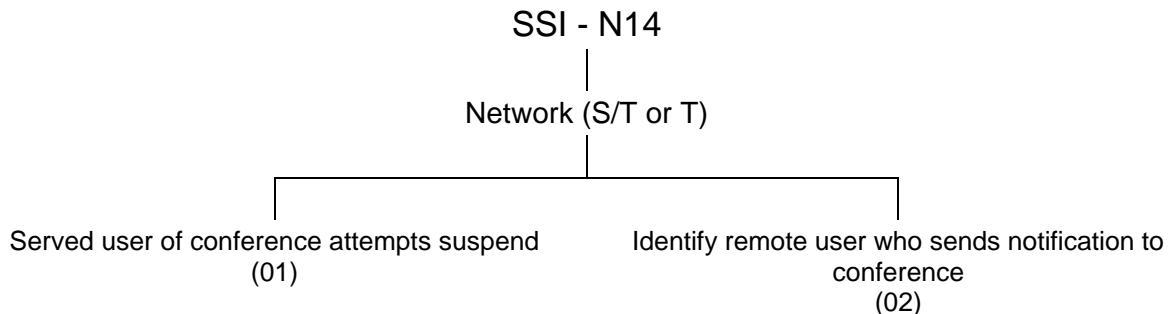 SSI - N14
Network (S/T or T)
Served user of conference attempts suspend
(01)
Identify remote user who sends notification to
conference
(02)